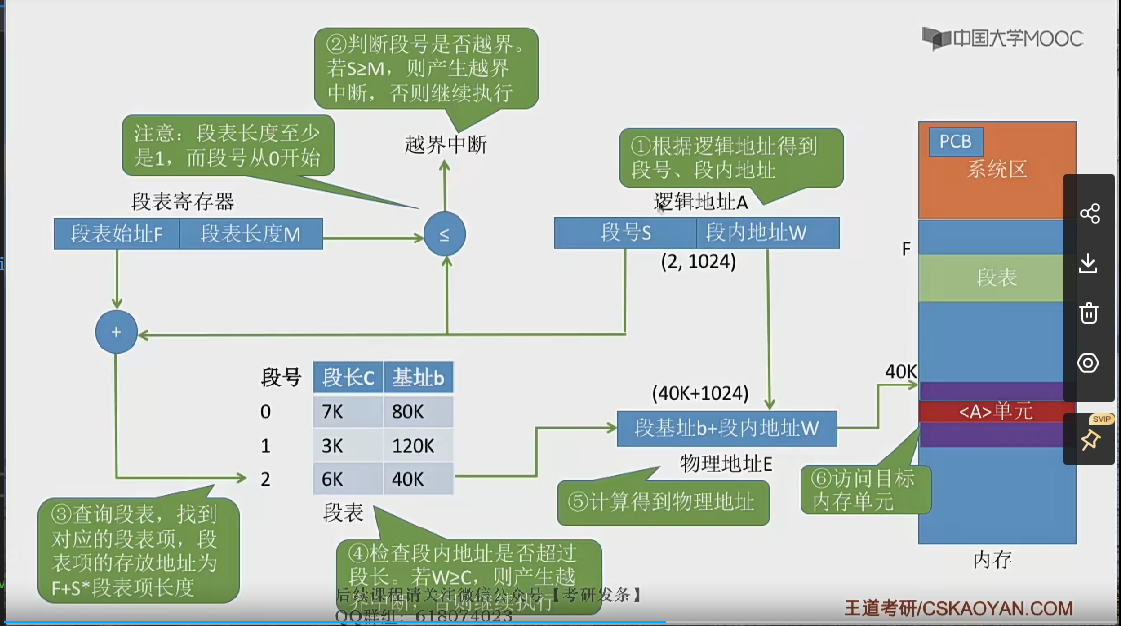 中国大学MOOC
②判断段号是否越界。
若S≥M，则产生越界
中断，否则继续执行
注意：段表长度至少
是1，而段号从0开始
越界中断
①根据逻辑地址得到
段号、段内地址
PCB
系统区
段表寄存器
逻辑地址A
段表始址F
段表长度M
≤
段号S
段内地址W
(2, 1024)
F
段表
+
段号
段长C
基址b
0
7K
80K
1
3K
120K
2
6K
40K
段表
(40K+1024)
段基址b+段内地址W
物理地址E
40K
<A>单元
③查询段表，找到
对应的段表项，段
表项的存放地址为
F+S*段表项长度
④检查段内地址是否超过
段长。若W≥C，则产生越
界中断，否则继续执行
⑤计算得到物理地址
⑥访问目标
内存单元
内存
后续课程请关注微信公众号【考研发条】
QQ群组：618074023
王道考研/CSKAOYAN.COM
SVIP